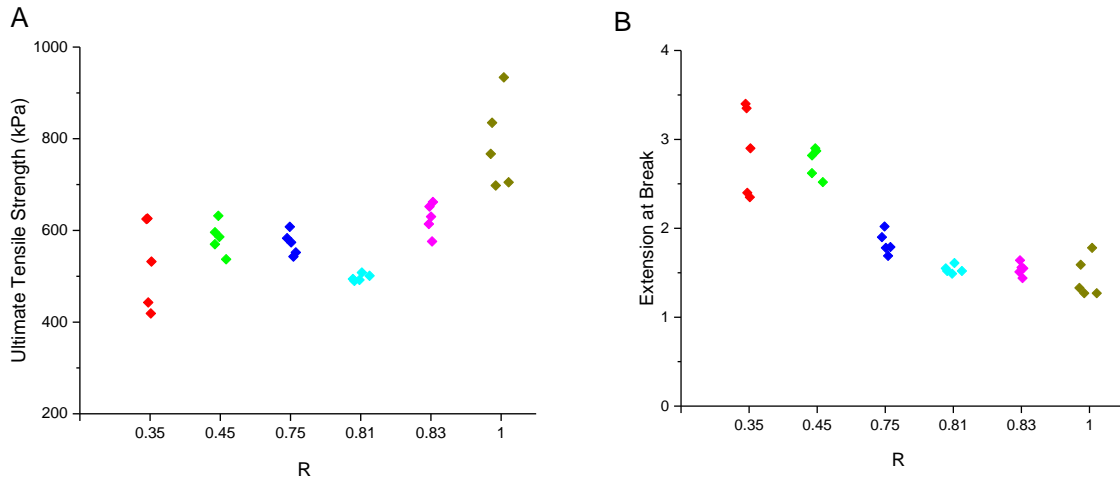 A
Ultimate Tensile Strength (kPa)
1000
800
600
400
200
0.35 0.45 0.75 0.81 0.83 1
R
B
Extension at Break
4
3
2
1
0
0.35 0.45 0.75 0.81 0.83 1
R